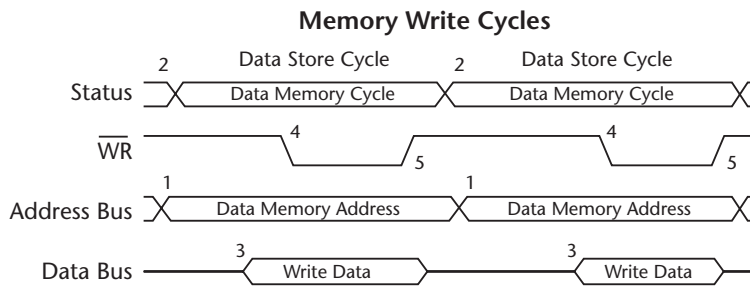 Memory Write Cycles
Data Store Cycle Data Store Cycle
2 2
Status Data Memory Cycle Data Memory Cycle
4 4
WR
5 5
1 1
Address Bus Data Memory Address Data Memory Address
3 3
Data Bus Write Data Write Data